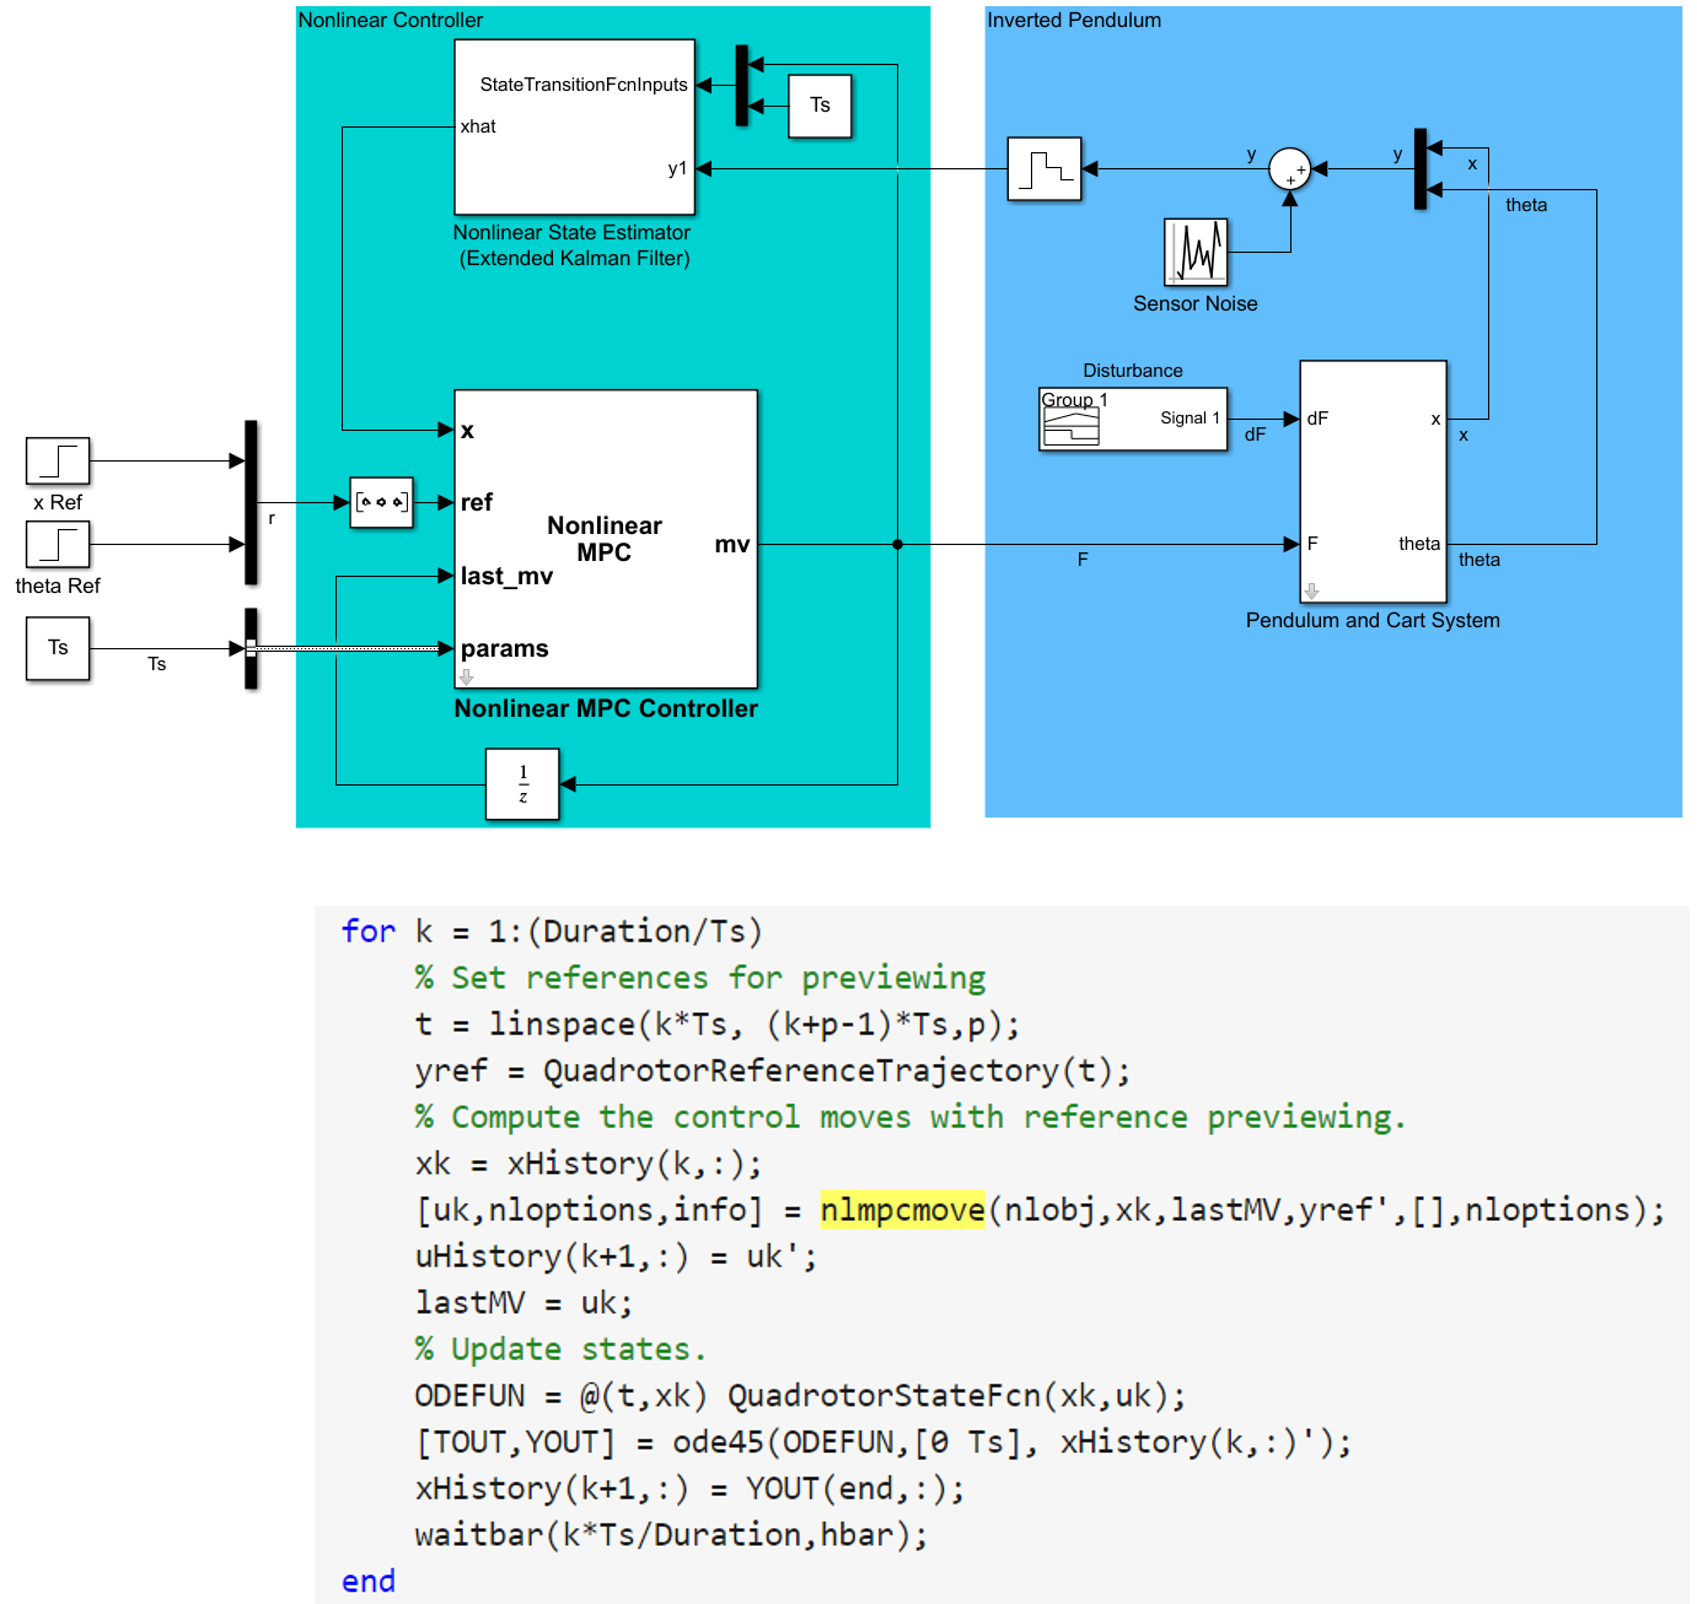 Nonlinear Controller
StateTransitionFcnInputs
xhat
y1
Ts
Nonlinear State Estimator
(Extended Kalman Filter)
x Ref
theta Ref
Ts
Ts
r
x
ref
last_mv
params
Nonlinear
MPC
mv
Nonlinear MPC Controller
1
z
F
Inverted Pendulum
y
+
+
y
x
theta
Sensor Noise
Disturbance
Group 1
Signal 1
dF
dF
F
x
theta
x
theta
Pendulum and Cart System
for k = 1:(Duration/Ts)
% Set references for previewing
t = linspace(k*Ts, (k+p-1)*Ts,p);
yref = QuadrotorReferenceTrajectory(t);
% Compute the control moves with reference previewing.
xk = xHistory(k,:);
[uk,nloptions,info] = nlmpcmove(nlobj,xk,lastMV,yref',[],nloptions);
uHistory(k+1,:) = uk';
lastMV = uk;
% Update states.
ODEFUN = @(t,xk) QuadrotorStateFcn(xk,uk);
[TOUT,YOUT] = ode45(ODEFUN,[0 Ts], xHistory(k,:)');
xHistory(k+1,:) = YOUT(end,:);
waitbar(k*Ts/Duration,hbar);
end